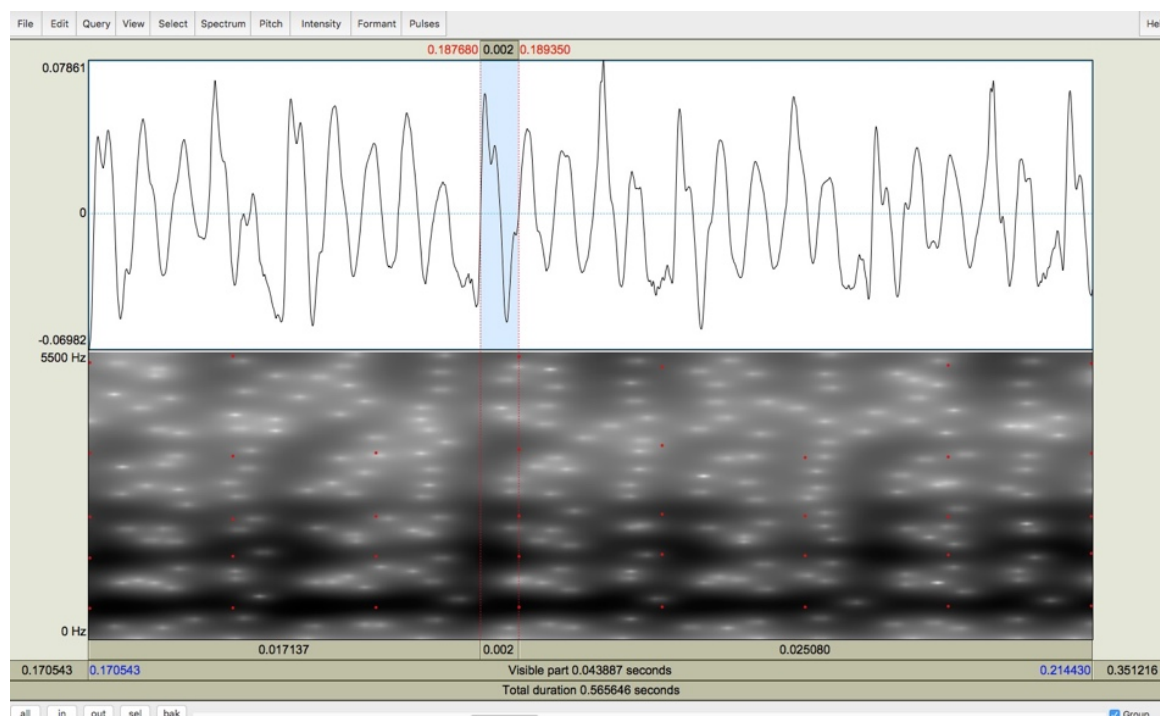 File Edit Query View Select Spectrum Pitch Intensity Formant Pulses Hel
0.187680 0.002 0.189350
0.07861
0
-0.06982
5500 Hz
0 Hz
0.017137 0.002 0.025080
0.170543 0.170543 Visible part 0.043887 seconds 0.214430 0.351216
Total duration 0.565646 seconds
all in out sel bak Group